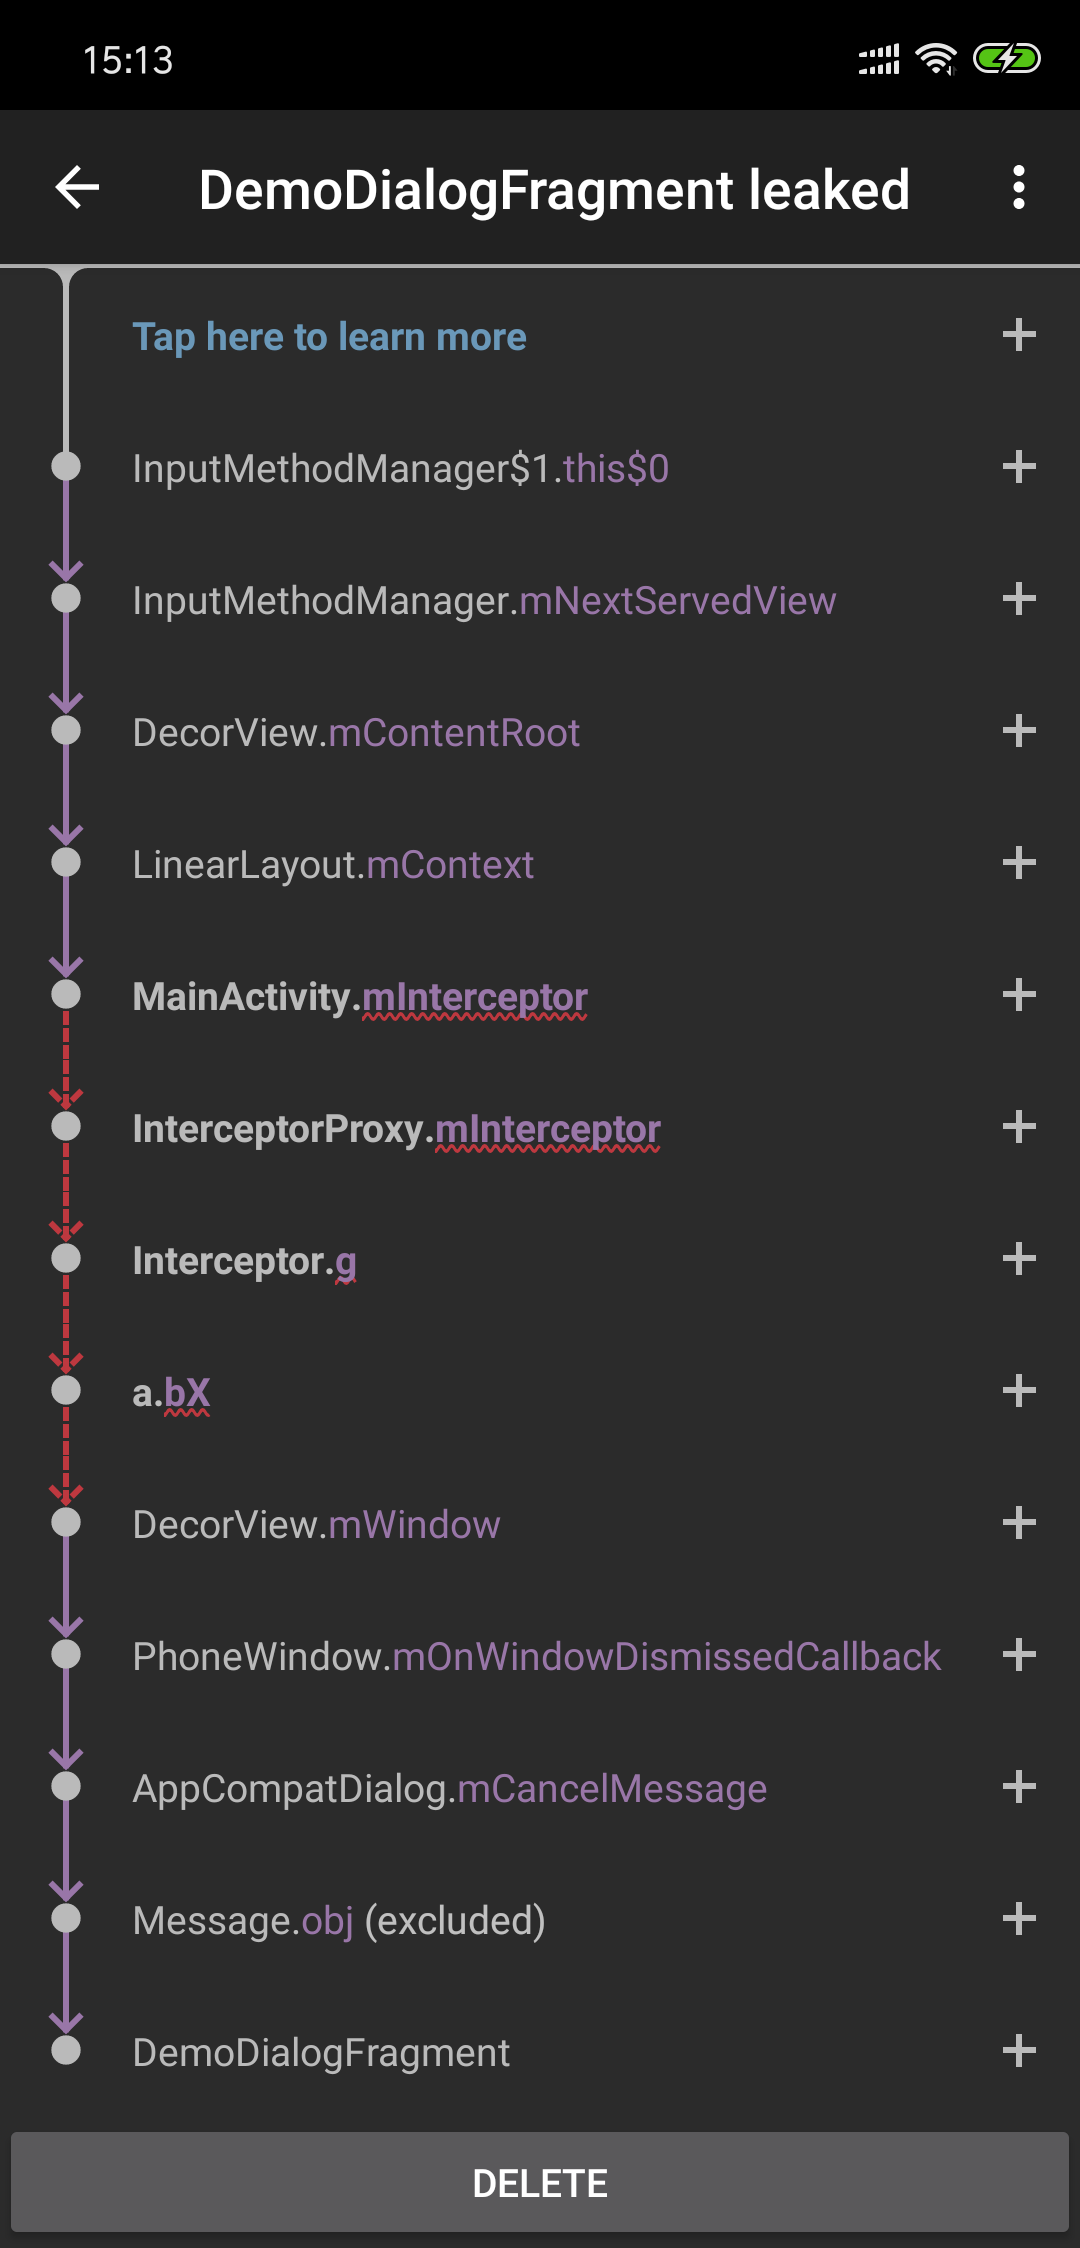 15:13
DemoDialogFragment leaked
Tap here to learn more
InputMethodManager$1.this$0
InputMethodManager.mNextServedView
DecorView.mContentRoot
LinearLayout.mContext
MainActivity.mInterceptor
InterceptorProxy.mInterceptor
Interceptor.g
a.bX
DecorView.mWindow
PhoneWindow.mOnWindowDismissedCallback
AppCompatDialog.mCancelMessage
Message.obj (excluded)
DemoDialogFragment
DELETE